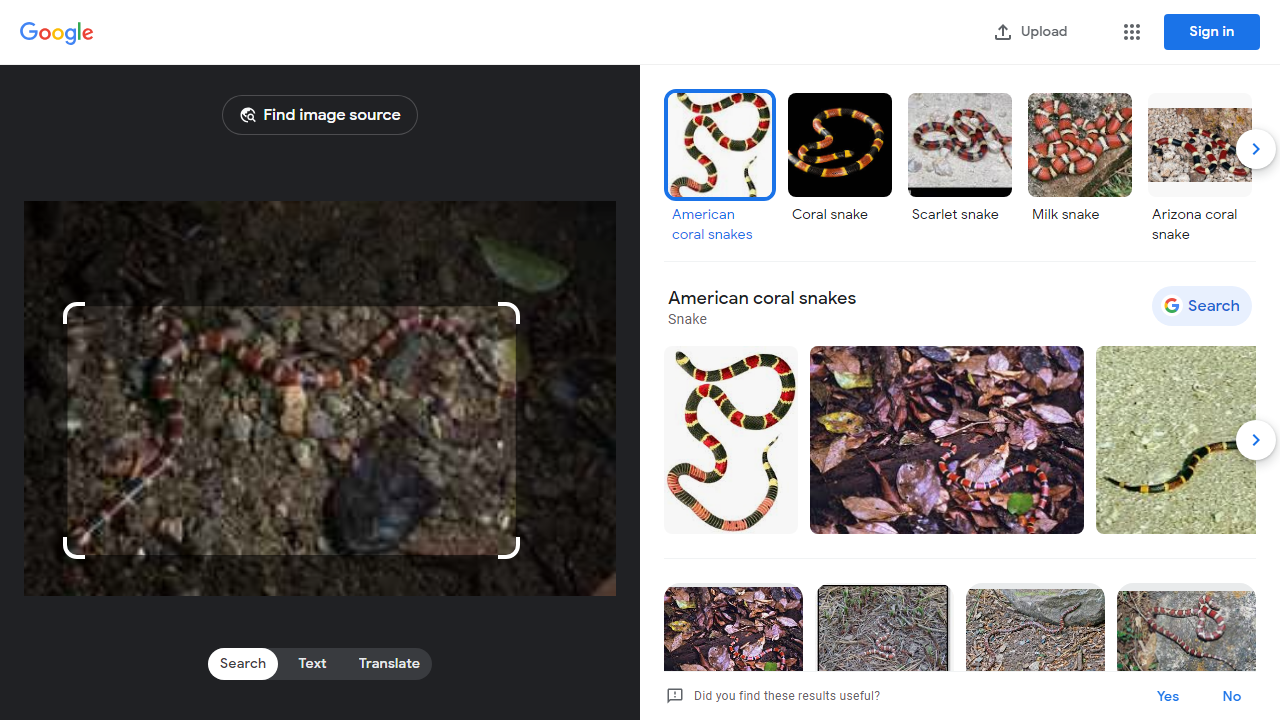 Google
Upload
Sign in
Find image source
American
coral snakes
Coral snake
Scarlet snake
Milk snake
Arizona coral
snake
American coral snakes
Snake
Search
Search
Text
Translate
Did you find these results useful?
Yes
No